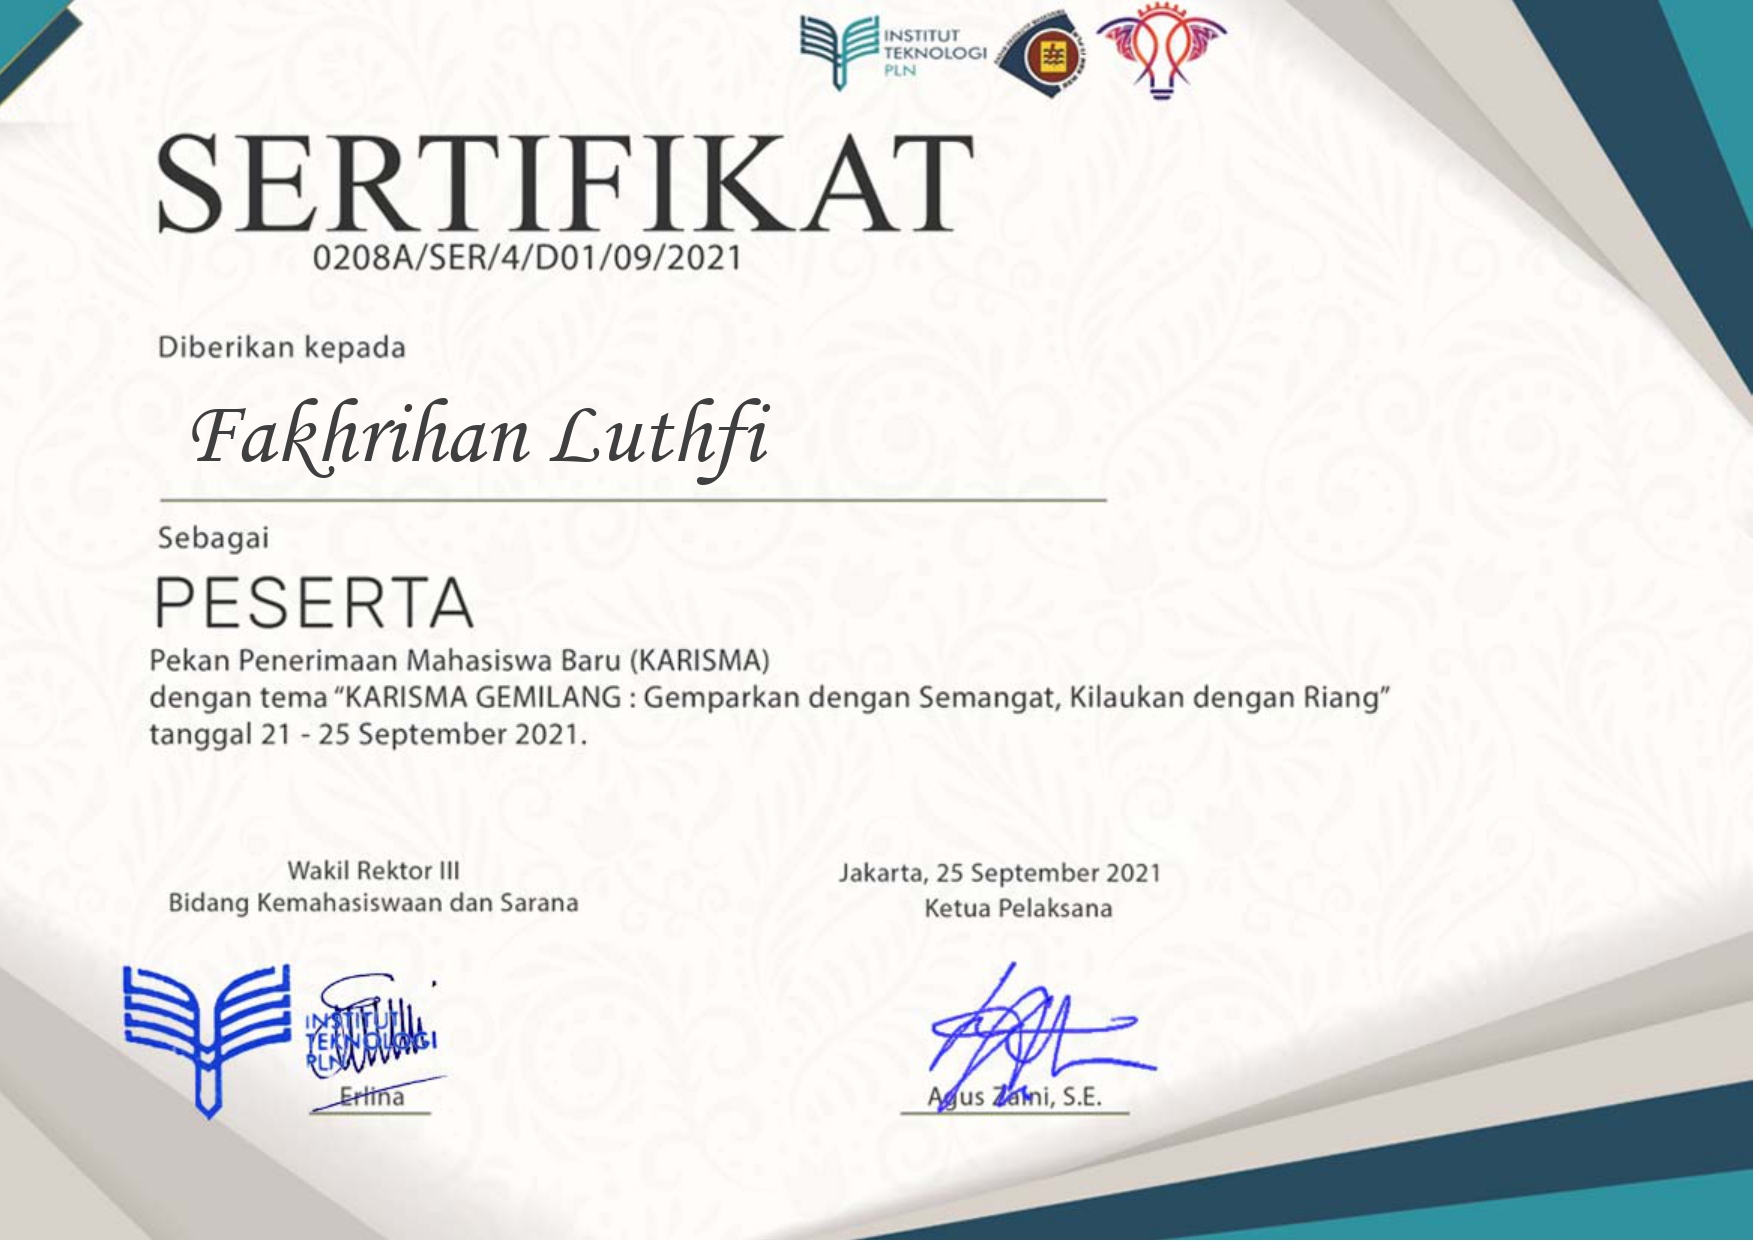 INSTITUT
TEKNOLOGI
PLN
SERTIFIKAT
0208A/SER/4/D01/09/2021
Diberikan kepada
Fakhrihan Luthfi
Sebagai
PESERTA
Pekan Penerimaan Mahasiswa Baru (KARISMA)
dengan tema “KARISMA GEMILANG : Gemparkan dengan Semangat, Kilaukan dengan Riang”
tanggal 21 - 25 September 2021.
Wakil Rektor III
Bidang Kemahasiswaan dan Sarana
INSTITUT
TEKNOLOGI
PLN
Erlina
Jakarta, 25 September 2021
Ketua Pelaksana
Agus Zaini, S.E.